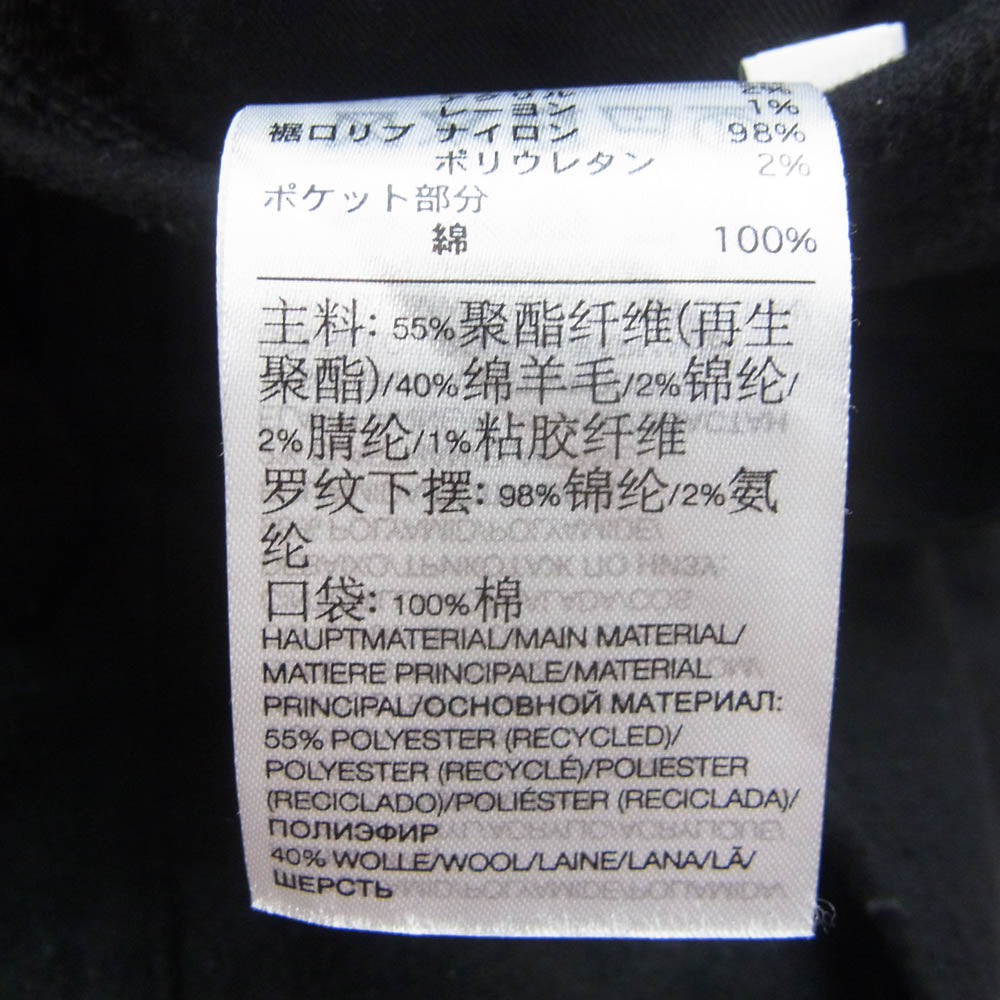 レーヨン 1%
裾口リブ ナイロン 98%
ポリウレタン 2%
ポケット部分
綿 100%
主料: 55%聚酯纤维(再生
聚酯)/40%绵羊毛/2%锦纶/
2%腈纶/1%粘胶纤维
罗纹下摆: 98%锦纶/2%氨
纶
口袋: 100%棉
HAUPTMATERIAL/MAIN MATERIAL/
MATIERE PRINCIPALE/MATERIAL
PRINCIPAL/ОСНОВНОЙ МАТЕРИАЛ:
55% POLYESTER (RECYCLED)/
POLYESTER (RECYCLÉ)/POLIESTER
(RECICLADO)/POLIÉSTER (RECICLADA)/
ПОЛИЭФИР
40% WOLLE/WOOL/LAINE/LANA/LÃ/
ШЕРСТЬ